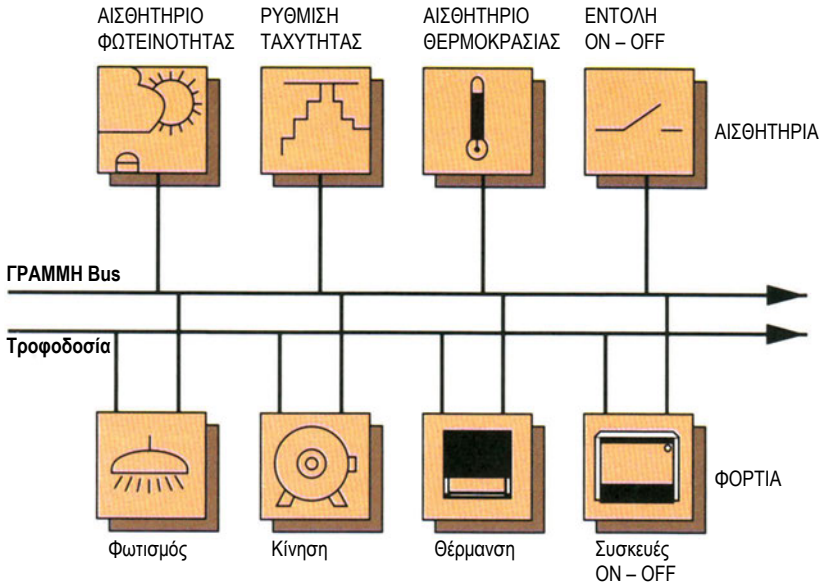 ΑΙΣΘΗΤΗΡΙΟ
ΦΩΤΕΙΝΟΤΗΤΑΣ
ΡΥΘΜΙΣΗ
ΤΑΧΥΤΗΤΑΣ
ΑΙΣΘΗΤΗΡΙΟ
ΘΕΡΜΟΚΡΑΣΙΑΣ
ΕΝΤΟΛΗ
ON – OFF
ΑΙΣΘΗΤΗΡΙΑ
ΓΡΑΜΜΗ Bus
Τροφοδοσία
ΦΟΡΤΙΑ
Φωτισμός
Κίνηση
Θέρμανση
Συσκευές
ON – OFF